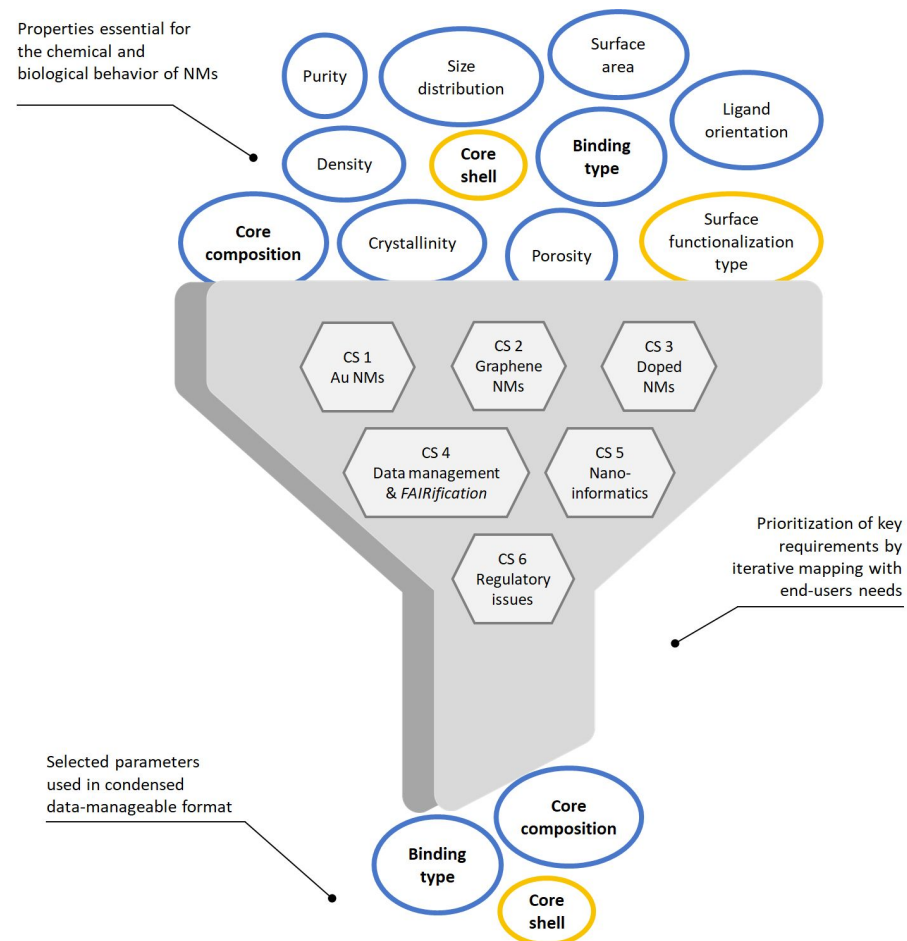 Properties essential for
the chemical and
biological behavior of NMs
Purity
Size
distribution
Surface
area
Ligand
orientation
Density
Core
shell
Binding
type
Core
composition
Crystallinity
Porosity
Surface
functionalization
type
CS 1
Au NMs
CS 2
Graphene
NMs
CS 3
Doped
NMs
CS 4
Data management
& FAIRification
CS 5
Nano-
informatics
CS 6
Regulatory
issues
Prioritization of key
requirements by
iterative mapping with
end-users needs
Selected parameters
used in condensed
data-manageable format
Core
composition
Binding
type
Core
shell